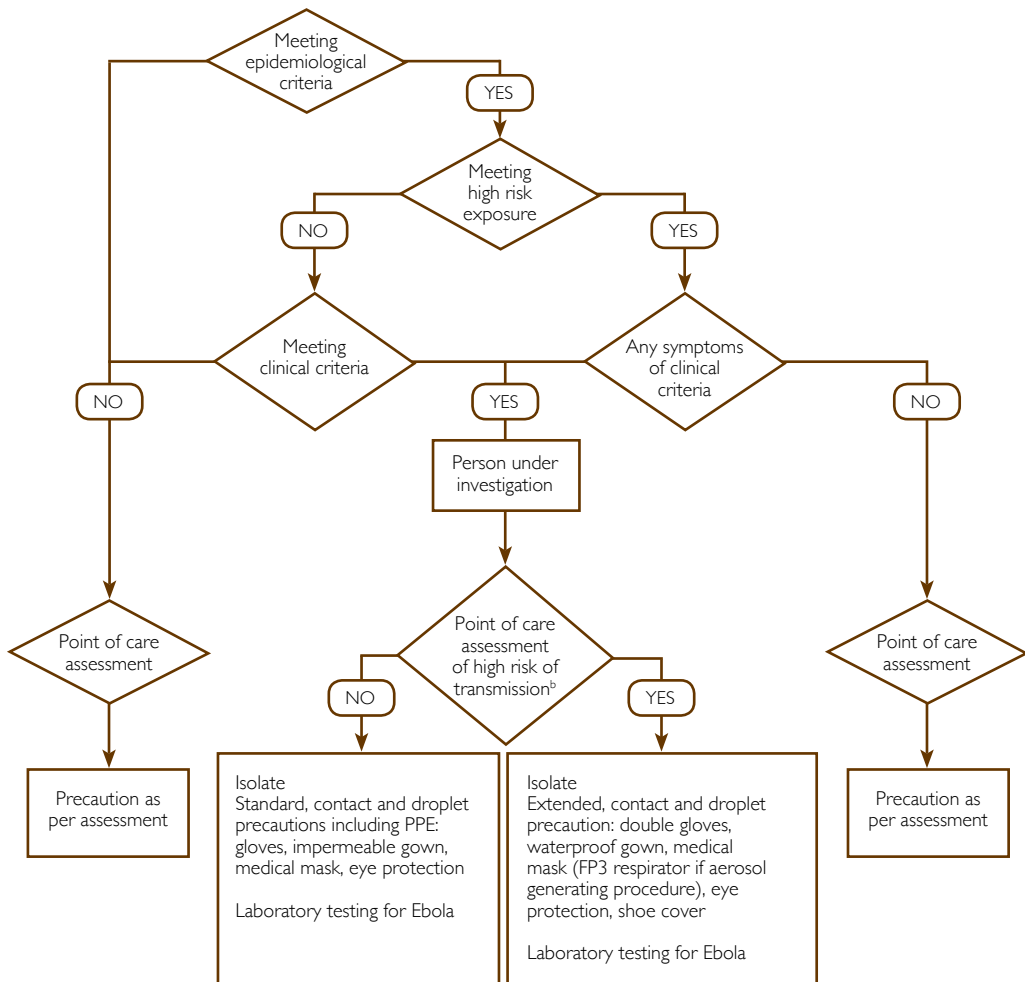 Meeting
epidemiological
criteria
YES
Meeting
high risk
exposure
NO
YES
Meeting
clinical criteria
Any symptoms
of clinical
criteria
NO
YES
NO
Person under
investigation
Point of care
assessment
Point of care
assessment
of high risk of
transmissionᵇ
Point of care
assessment
NO
YES
Precaution as
per assessment
Isolate
Standard, contact and droplet
precautions including PPE:
gloves, impermeable gown,
medical mask, eye protection
Laboratory testing for Ebola
Isolate
Extended, contact and droplet
precaution: double gloves,
waterproof gown, medical
mask (FP3 respirator if aerosol
generating procedure), eye
protection, shoe cover
Laboratory testing for Ebola
Precaution as
per assessment